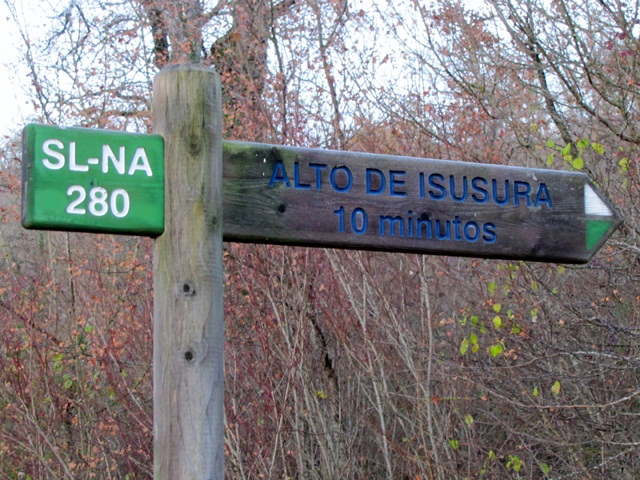 SL-NA
280
ALTO DE ISUSURA
10 minutos